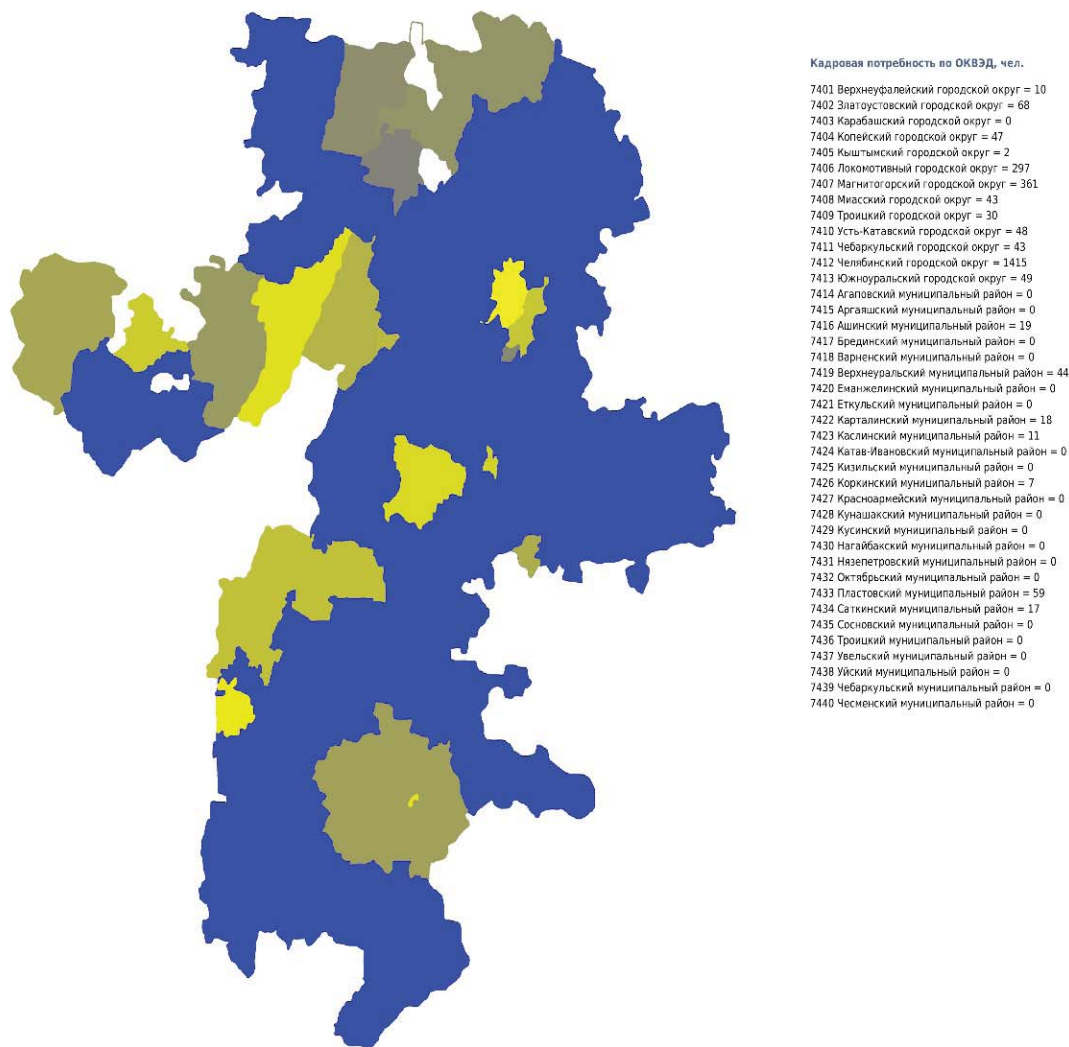 Кадровая потребность по ОКВЭД, чел.
7401 Верхнеуфалейский городской округ = 10
7402 Златоустовский городской округ = 68
7403 Карабашский городской округ = 0
7404 Копейский городской округ = 47
7405 Кыштымский городской округ = 2
7406 Локомотивный городской округ = 297
7407 Магнитогорский городской округ = 361
7408 Миасский городской округ = 43
7409 Троицкий городской округ = 30
7410 Усть-Катавский городской округ = 48
7411 Чебаркульский городской округ = 43
7412 Челябинский городской округ = 1415
7413 Южноуральский городской округ = 49
7414 Агаповский муниципальный район = 0
7415 Аргаяшский муниципальный район = 0
7416 Ашинский муниципальный район = 19
7417 Брединский муниципальный район = 0
7418 Варненский муниципальный район = 0
7419 Верхнеуральский муниципальный район = 44
7420 Еманжелинский муниципальный район = 0
7421 Еткульский муниципальный район = 0
7422 Карталинский муниципальный район = 18
7423 Каслинский муниципальный район = 11
7424 Катав-Ивановский муниципальный район = 0
7425 Кизильский муниципальный район = 0
7426 Коркинский муниципальный район = 7
7427 Красноармейский муниципальный район = 0
7428 Кунашакский муниципальный район = 0
7429 Кусинский муниципальный район = 0
7430 Нагайбакский муниципальный район = 0
7431 Нязепетровский муниципальный район = 0
7432 Октябрьский муниципальный район = 0
7433 Пластовский муниципальный район = 59
7434 Саткинский муниципальный район = 17
7435 Сосновский муниципальный район = 0
7436 Троицкий муниципальный район = 0
7437 Увельский муниципальный район = 0
7438 Уйский муниципальный район = 0
7439 Чебаркульский муниципальный район = 0
7440 Чесменский муниципальный район = 0